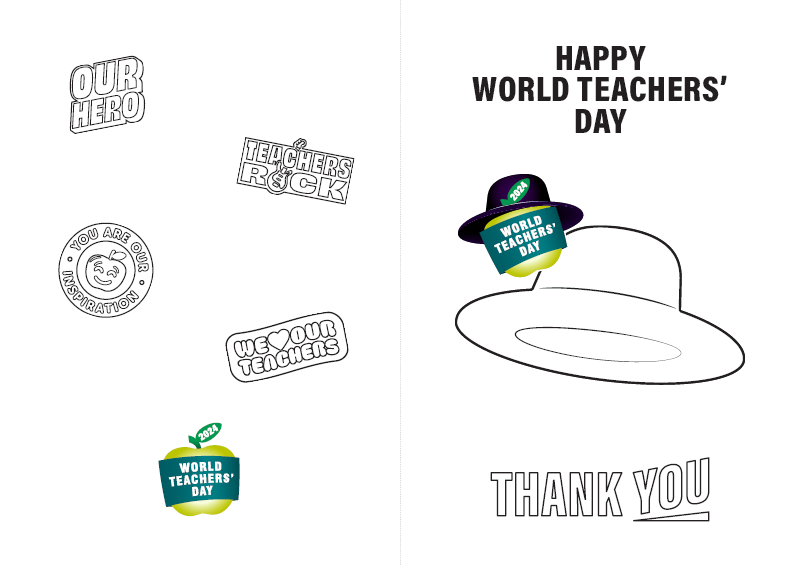 OUR
HERO
TEACHERS
ROCK
YOU ARE OUR
INSPIRATION
WE OUR
TEACHERS
2024
WORLD
TEACHERS'
DAY
HAPPY
WORLD TEACHERS'
DAY
2024
WORLD
TEACHERS'
DAY
THANK YOU